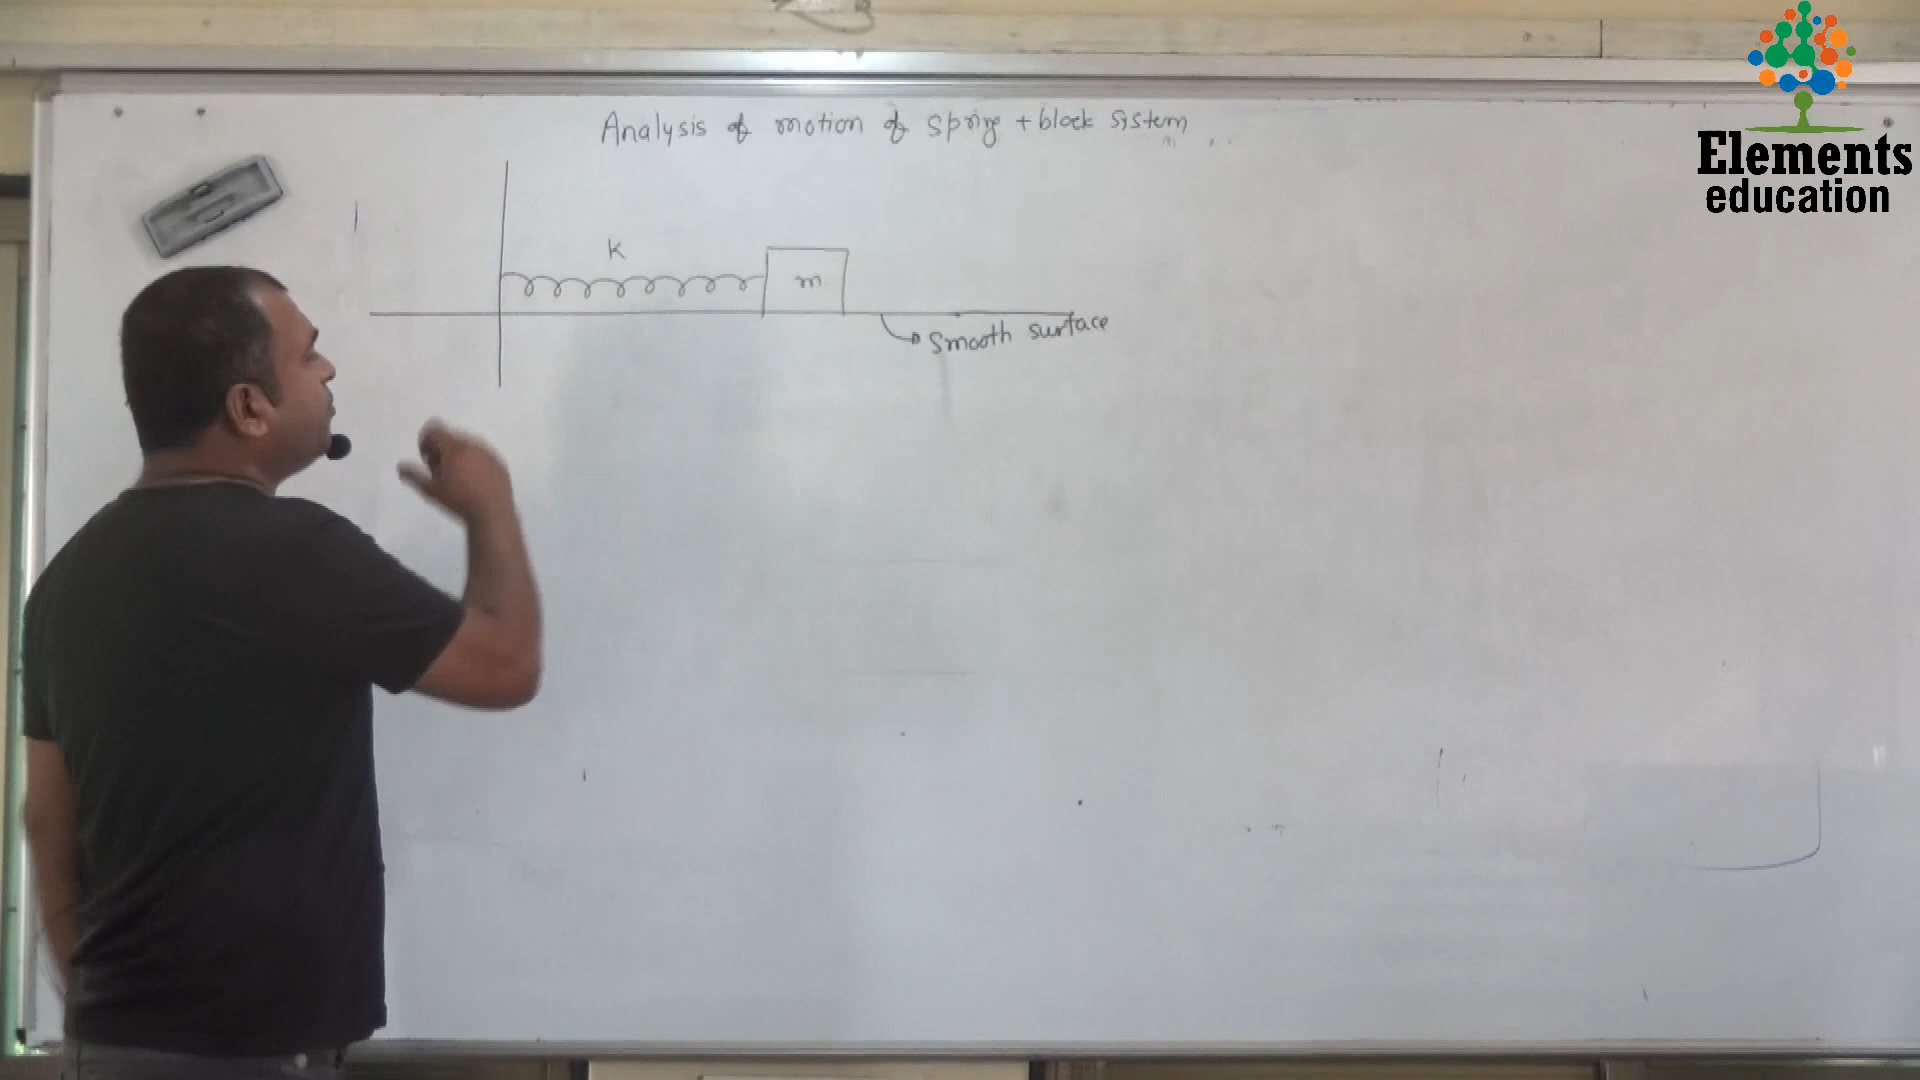 Analysis of motion of spring + block system
Elements
education
K
m
Smooth surface